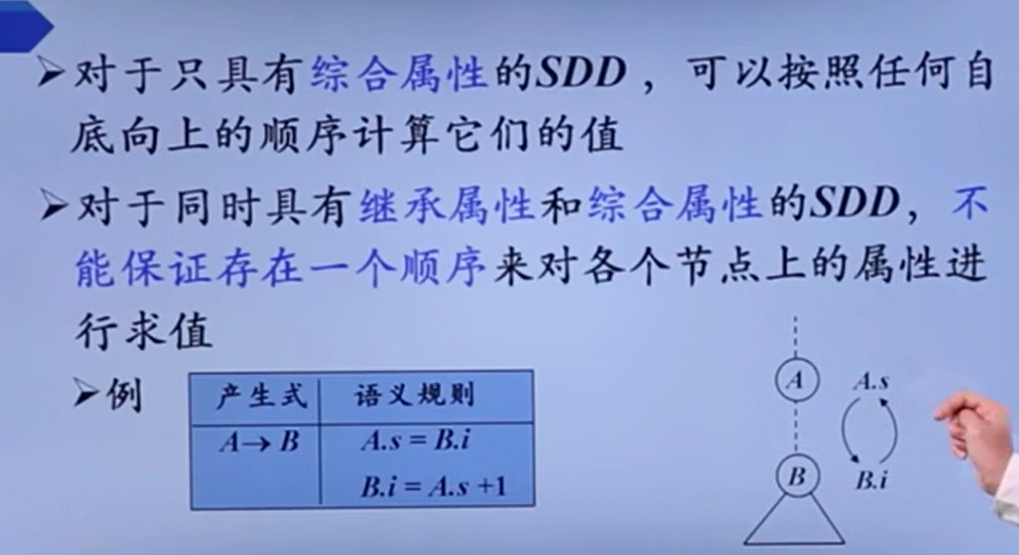 ➢对于只具有综合属性的SDD，可以按照任何自
底向上的顺序计算它们的值
➢对于同时具有继承属性和综合属性的SDD，不
能保证存在一个顺序来对各个节点上的属性进
行求值
➢例
产生式 语义规则
A→B A.s = B.i
B.i = A.s +1
A A.s
B B.i